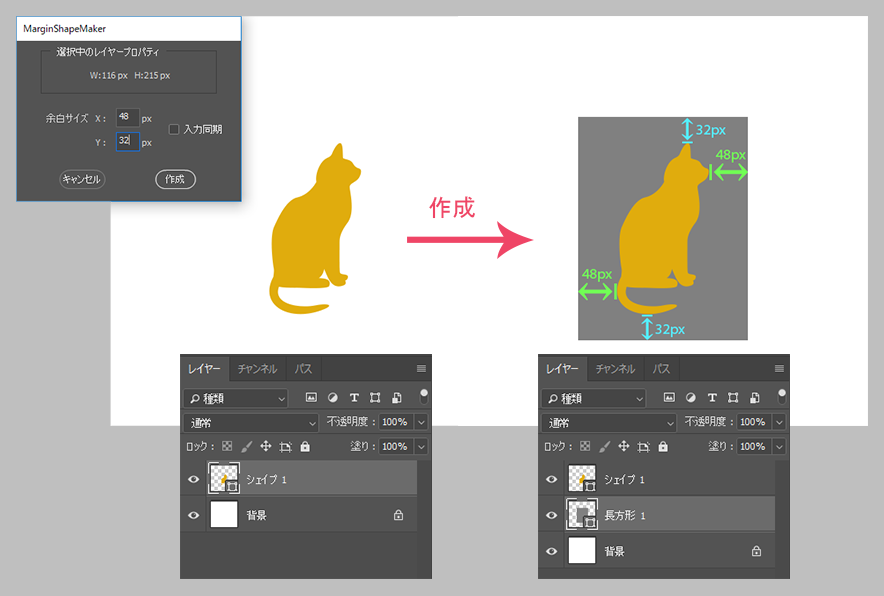 MarginShapeMaker
選択中のレイヤープロパティ
W:116 px H:215 px
余白サイズ X： 48 px
Y： 32 px
入力同期
キャンセル 作成
作成
32px
48px
48px
32px
レイヤー チャンネル パス
種類
通常 不透明度： 100%
ロック： 塗り： 100%
シェイプ 1
背景
レイヤー チャンネル パス
種類
通常 不透明度： 100%
ロック： 塗り： 100%
シェイプ 1
長方形 1
背景